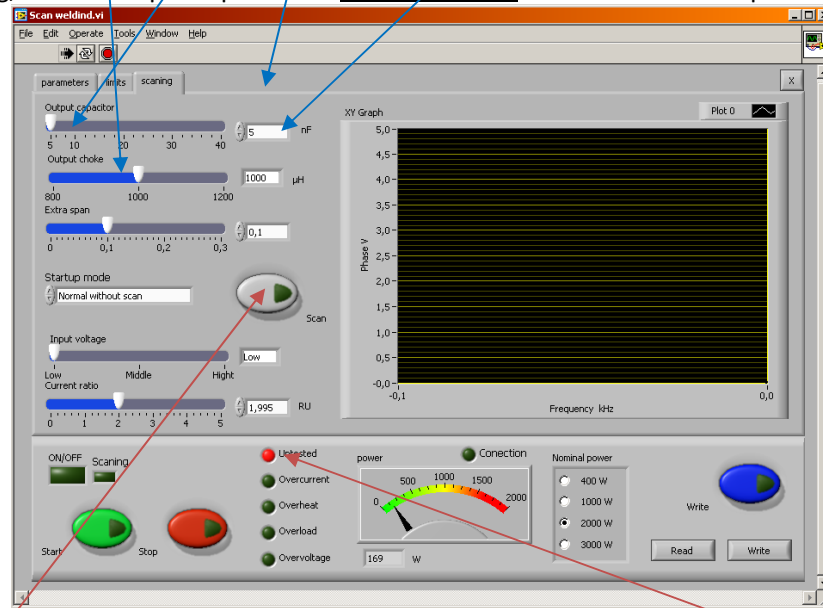 Scan weldind.vi
File Edit Operate Tools Window Help
parameters limits scaning X
Output capacitor
5 10 20 30 40
5 nF
Output choke
800 1000 1200
1000 μH
Extra span
0 0,1 0,2 0,3
0,1
Startup mode
Normal without scan
Scan
Input voltage
Low Middle Hight
Low
Current ratio
0 1 2 3 4 5
1,995 RU
XY Graph
Plot 0
Phase V
5,0
4,5
4,0
3,5
3,0
2,5
2,0
1,5
1,0
0,5
-0,0
-0,1 0,0
Frequency kHz
ON/OFF Scaning
Start Stop
Untested
Overcurrent
Overheat
Overload
Overvoltage
power
0 500 1000 1500 2000
169 W
Conection
Nominal power
400 W
1000 W
2000 W
3000 W
Write
Read Write